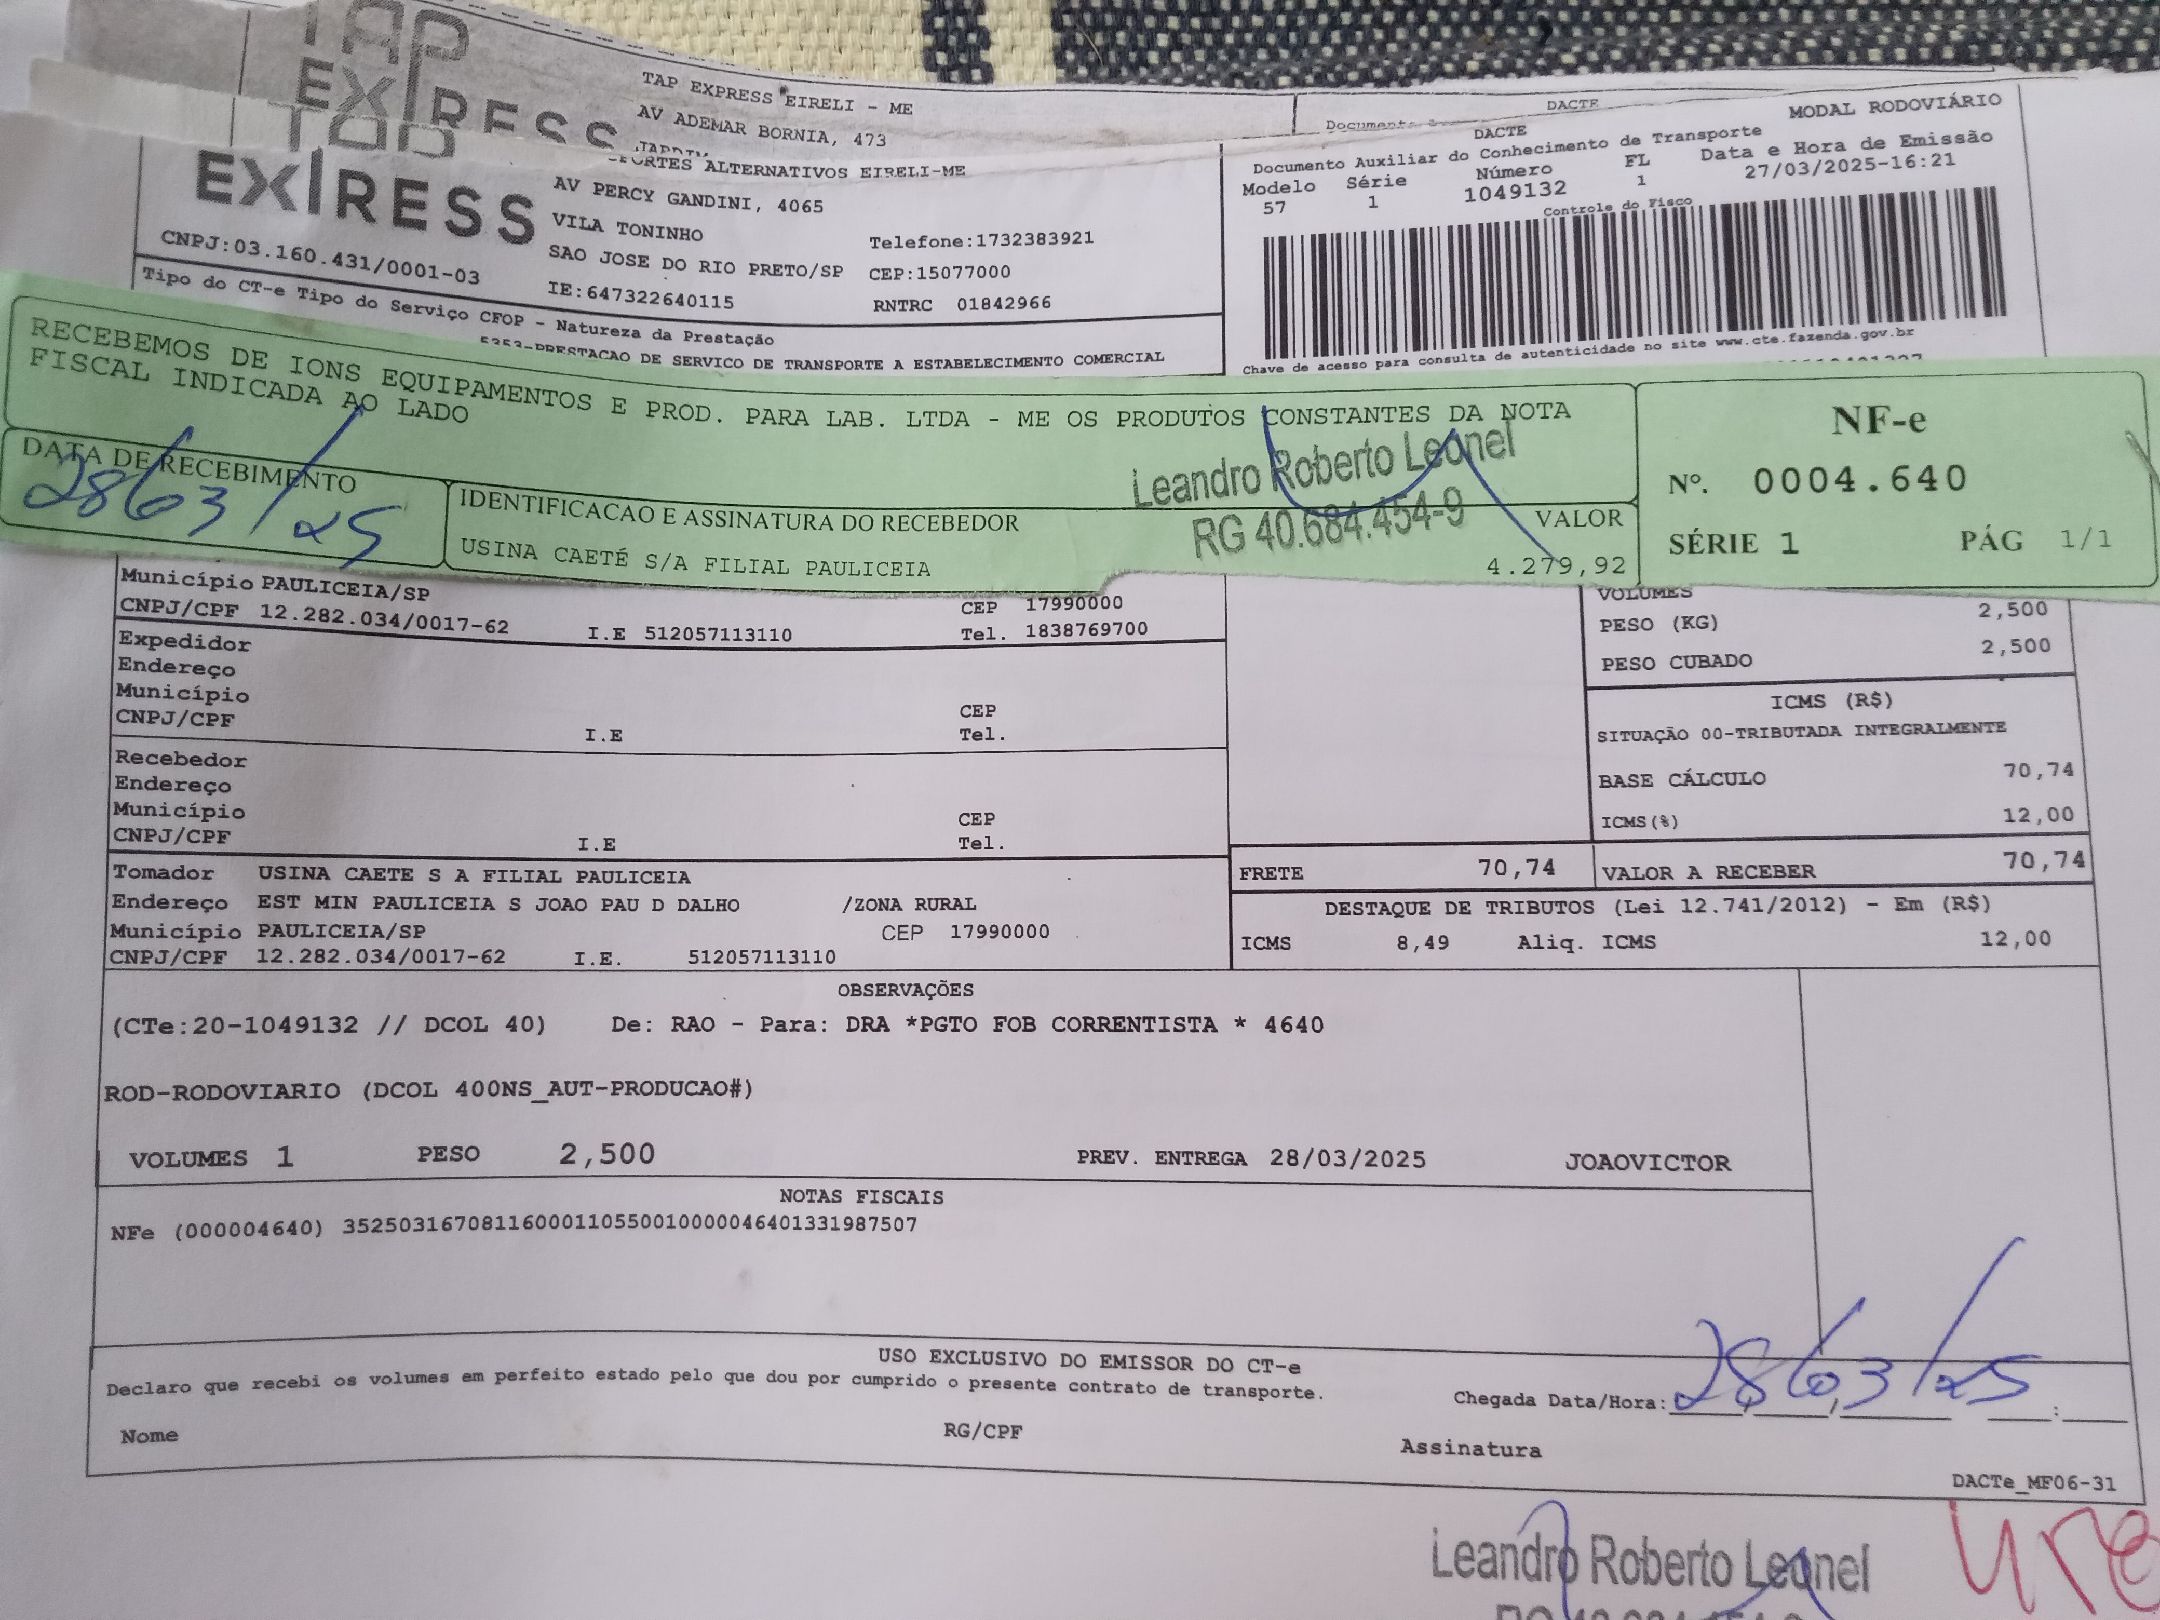 TAP
EXPRESS
TAP EXPRESS EIRELI - ME
AV ADEMAR BORNIA, 473
DACTE
MODAL RODOVIÁRIO
EXPRESS
ALTERNATIVOS EIRELI-ME
AV PERCY GANDINI, 4065
VILA TONINHO
Telefone:1732383921
SAO JOSE DO RIO PRETO/SP CEP:15077000
CNPJ:03.160.431/0001-03
IE:647322640115
RNTRC 01842966
DACTE
Documento Auxiliar do Conhecimento de Transporte
Modelo Série Número FL Data e Hora de Emissão
57 1 1049132 1 27/03/2025-16:21
Controle do Fisco
Chave de acesso para consulta de autenticidade no site www.cte.fazenda.gov.br
Tipo do CT-e Tipo do Serviço CFOP - Natureza da Prestação
5353-PRESTACAO DE SERVICO DE TRANSPORTE A ESTABELECIMENTO COMERCIAL
RECEBEMOS DE IONS EQUIPAMENTOS E PROD. PARA LAB. LTDA - ME OS PRODUTOS CONSTANTES DA NOTA
FISCAL INDICADA AO LADO
DATA DE RECEBIMENTO
28/03/25
IDENTIFICACAO E ASSINATURA DO RECEBEDOR
USINA CAETÉ S/A FILIAL PAULICEIA
Leandro Roberto Leonel
RG 40.684.454-9
VALOR
4.279,92
NF-e
Nº. 0004.640
SÉRIE 1 PÁG 1/1
Município PAULICEIA/SP
CEP 17990000
CNPJ/CPF 12.282.034/0017-62 I.E 512057113110 Tel. 1838769700
Expedidor
Endereço
Município
CEP
CNPJ/CPF I.E Tel.
Recebedor
Endereço
Município
CEP
CNPJ/CPF I.E Tel.
Tomador USINA CAETE S A FILIAL PAULICEIA
Endereço EST MIN PAULICEIA S JOAO PAU D DALHO /ZONA RURAL
Município PAULICEIA/SP CEP 17990000
CNPJ/CPF 12.282.034/0017-62 I.E. 512057113110
VOLUMES
PESO (KG) 2,500
PESO CUBADO 2,500
ICMS (R$)
SITUAÇÃO 00-TRIBUTADA INTEGRALMENTE
BASE CÁLCULO 70,74
ICMS(%) 12,00
FRETE 70,74 VALOR A RECEBER 70,74
DESTAQUE DE TRIBUTOS (Lei 12.741/2012) - Em (R$)
ICMS 8,49 Aliq. ICMS 12,00
OBSERVAÇÕES
(CTe:20-1049132 // DCOL 40) De: RAO - Para: DRA *PGTO FOB CORRENTISTA * 4640
ROD-RODOVIARIO (DCOL 400NS_AUT-PRODUCAO#)
VOLUMES 1 PESO 2,500 PREV. ENTREGA 28/03/2025 JOAOVICTOR
NOTAS FISCAIS
NFe (000004640) 35250316708116000110550010000046401331987507
USO EXCLUSIVO DO EMISSOR DO CT-e
Declaro que recebi os volumes em perfeito estado pelo que dou por cumprido o presente contrato de transporte.
Chegada Data/Hora: 28/03/25
Nome RG/CPF Assinatura
DACTe_MF06-31
Leandro Roberto Leonel